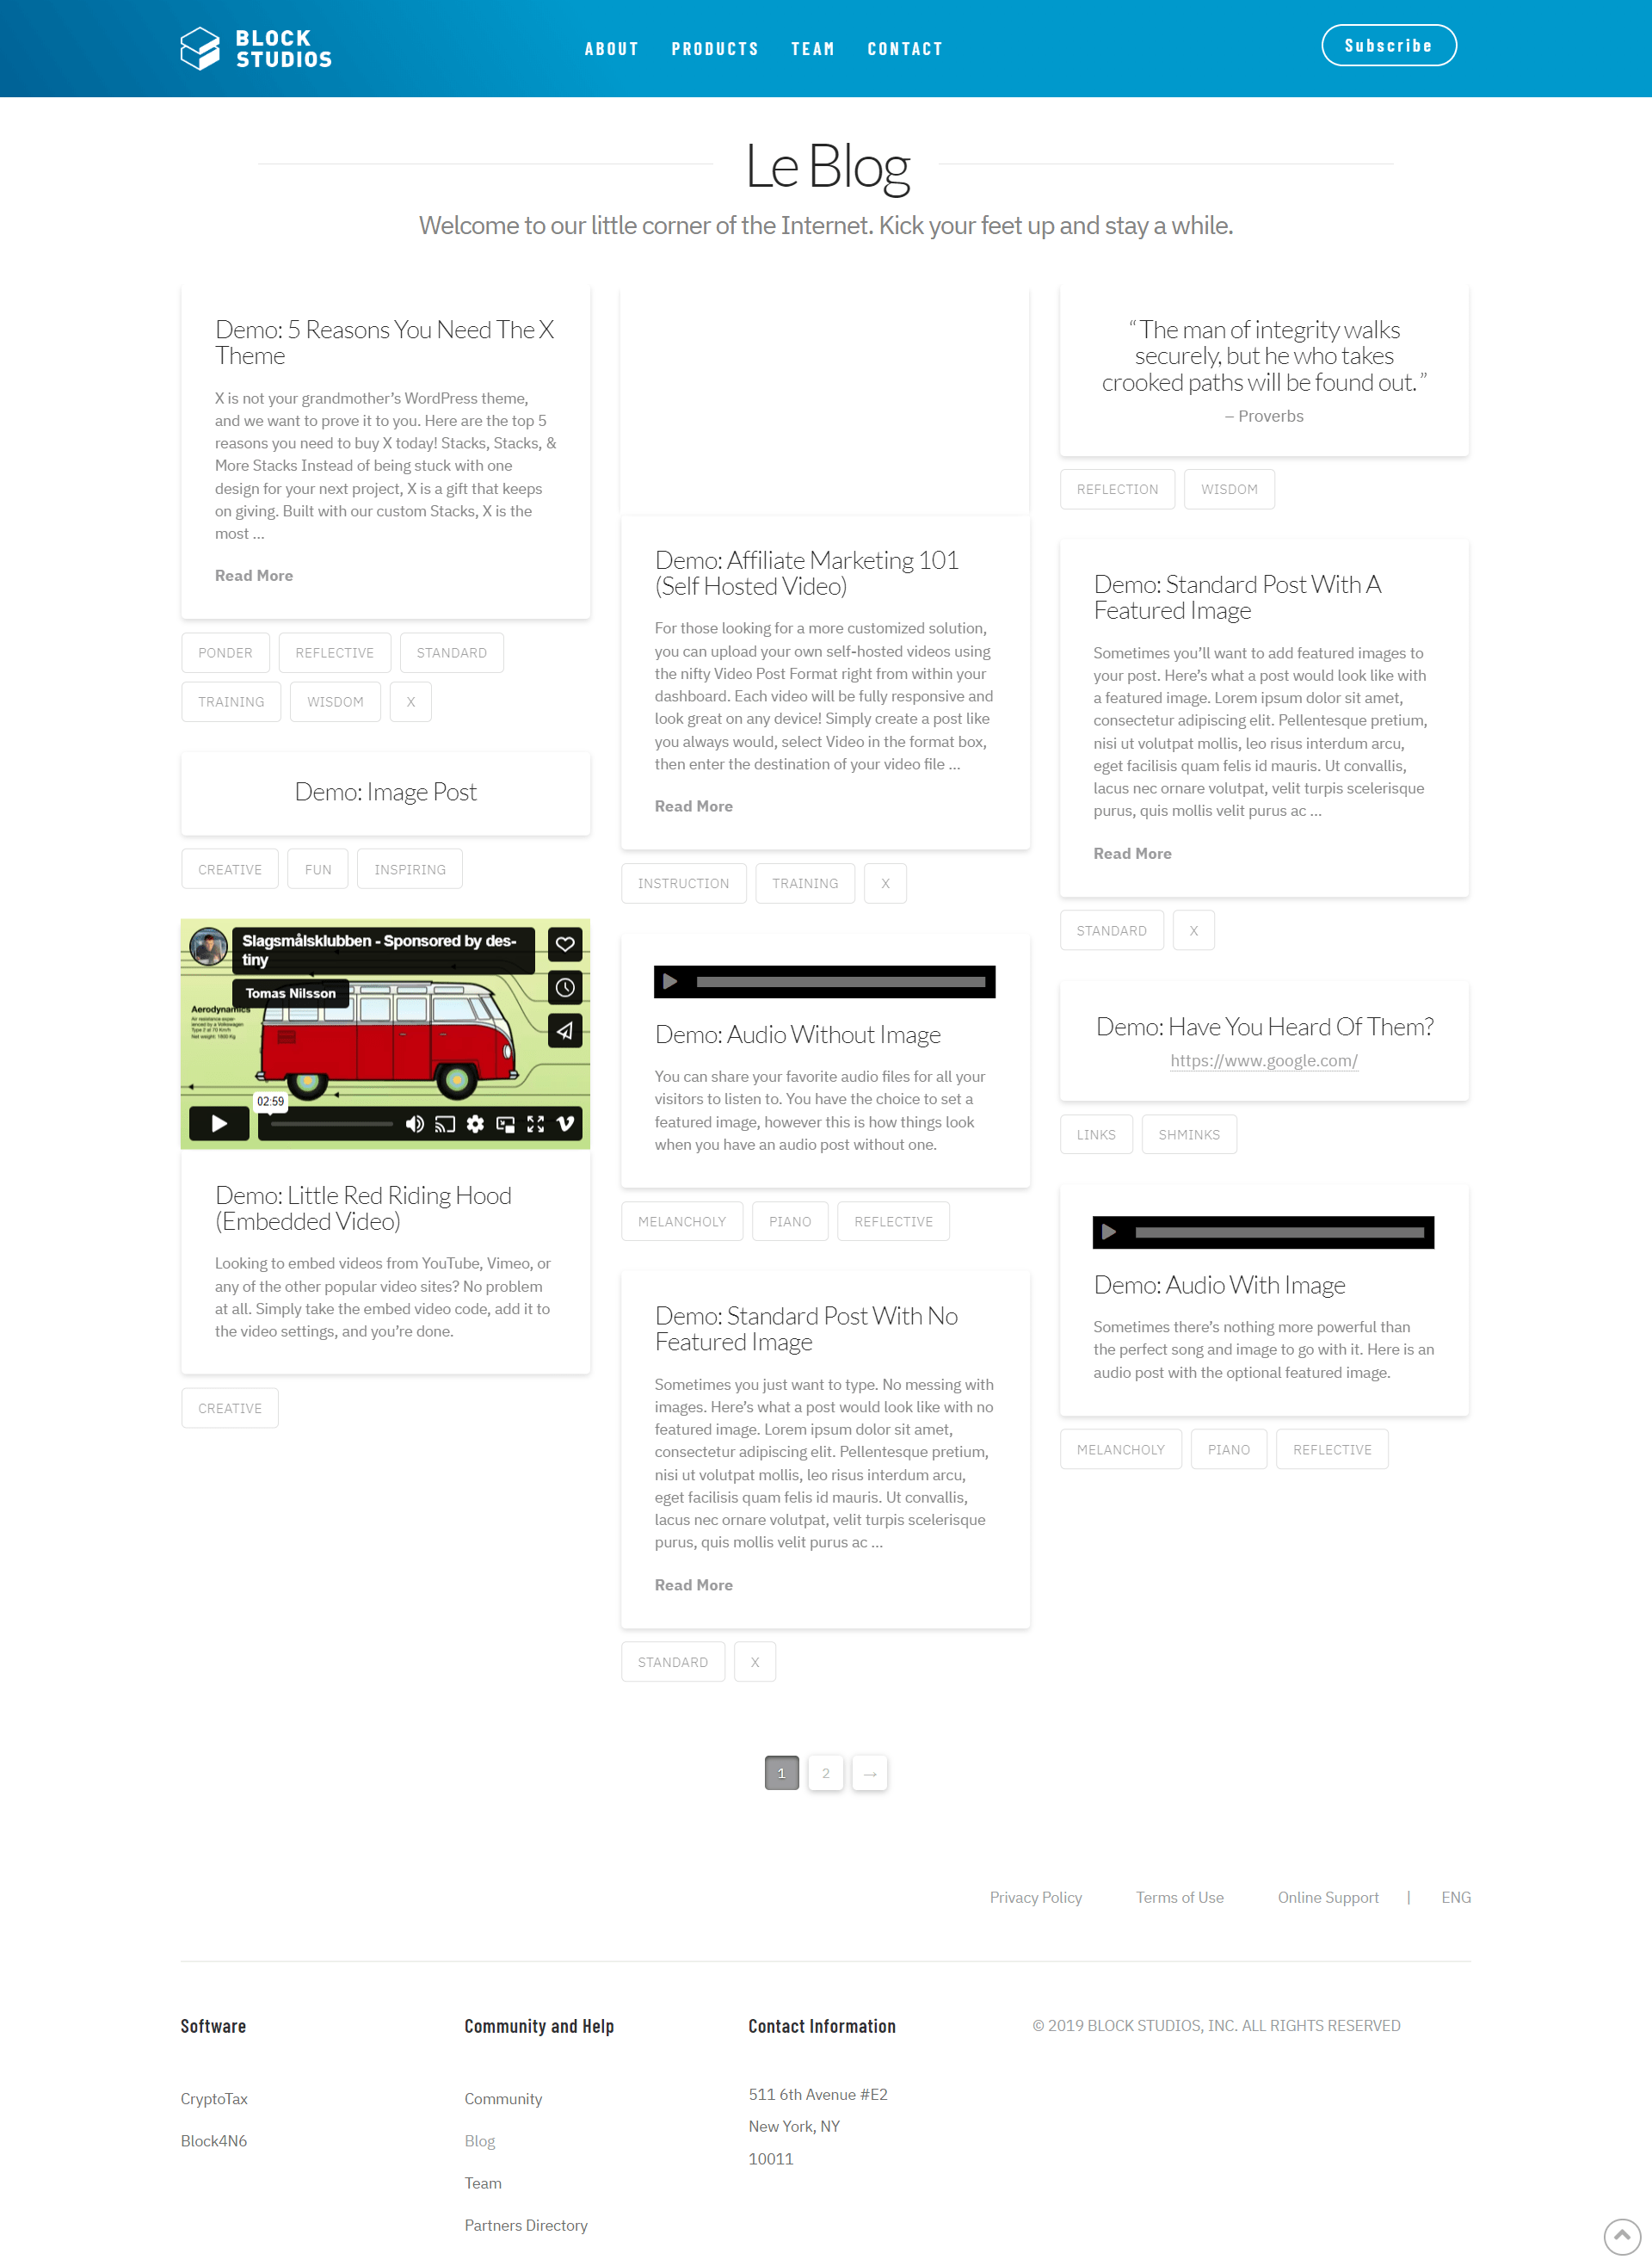 BLOCK
STUDIOS
ABOUT
PRODUCTS
TEAM
CONTACT
Subscribe
Le Blog
Welcome to our little corner of the Internet. Kick your feet up and stay a while.
Demo: 5 Reasons You Need The X
Theme
X is not your grandmother’s WordPress theme,
and we want to prove it to you. Here are the top 5
reasons you need to buy X today! Stacks, Stacks, &
More Stacks Instead of being stuck with one
design for your next project, X is a gift that keeps
on giving. Built with our custom Stacks, X is the
most ...
Read More
PONDER
REFLECTIVE
STANDARD
TRAINING
WISDOM
X
Demo: Image Post
CREATIVE
FUN
INSPIRING
Slagsmålsklubben - Sponsored by des-
tiny
Tomas Nilsson
Aerodynamics
02:59
Demo: Little Red Riding Hood
(Embedded Video)
Looking to embed videos from YouTube, Vimeo, or
any of the other popular video sites? No problem
at all. Simply take the embed video code, add it to
the video settings, and you’re done.
CREATIVE
Demo: Affiliate Marketing 101
(Self Hosted Video)
For those looking for a more customized solution,
you can upload your own self-hosted videos using
the nifty Video Post Format right from within your
dashboard. Each video will be fully responsive and
look great on any device! Simply create a post like
you always would, select Video in the format box,
then enter the destination of your video file ...
Read More
INSTRUCTION
TRAINING
X
Demo: Audio Without Image
You can share your favorite audio files for all your
visitors to listen to. You have the choice to set a
featured image, however this is how things look
when you have an audio post without one.
MELANCHOLY
PIANO
REFLECTIVE
Demo: Standard Post With No
Featured Image
Sometimes you just want to type. No messing with
images. Here’s what a post would look like with no
featured image. Lorem ipsum dolor sit amet,
consectetur adipiscing elit. Pellentesque pretium,
nisi ut volutpat mollis, leo risus interdum arcu,
eget facilisis quam felis id mauris. Ut convallis,
lacus nec ornare volutpat, velit turpis scelerisque
purus, quis mollis velit purus ac ...
Read More
STANDARD
X
“ The man of integrity walks
securely, but he who takes
crooked paths will be found out. ”
– Proverbs
REFLECTION
WISDOM
Demo: Standard Post With A
Featured Image
Sometimes you’ll want to add featured images to
your post. Here’s what a post would look like with
a featured image. Lorem ipsum dolor sit amet,
consectetur adipiscing elit. Pellentesque pretium,
nisi ut volutpat mollis, leo risus interdum arcu,
eget facilisis quam felis id mauris. Ut convallis,
lacus nec ornare volutpat, velit turpis scelerisque
purus, quis mollis velit purus ac ...
Read More
STANDARD
X
Demo: Have You Heard Of Them?
https://www.google.com/
LINKS
SHMINKS
Demo: Audio With Image
Sometimes there’s nothing more powerful than
the perfect song and image to go with it. Here is an
audio post with the optional featured image.
MELANCHOLY
PIANO
REFLECTIVE
1
2
→
Privacy Policy
Terms of Use
Online Support
|
ENG
Software
CryptoTax
Block4N6
Community and Help
Community
Blog
Team
Partners Directory
Contact Information
511 6th Avenue #E2
New York, NY
10011
© 2019 BLOCK STUDIOS, INC. ALL RIGHTS RESERVED